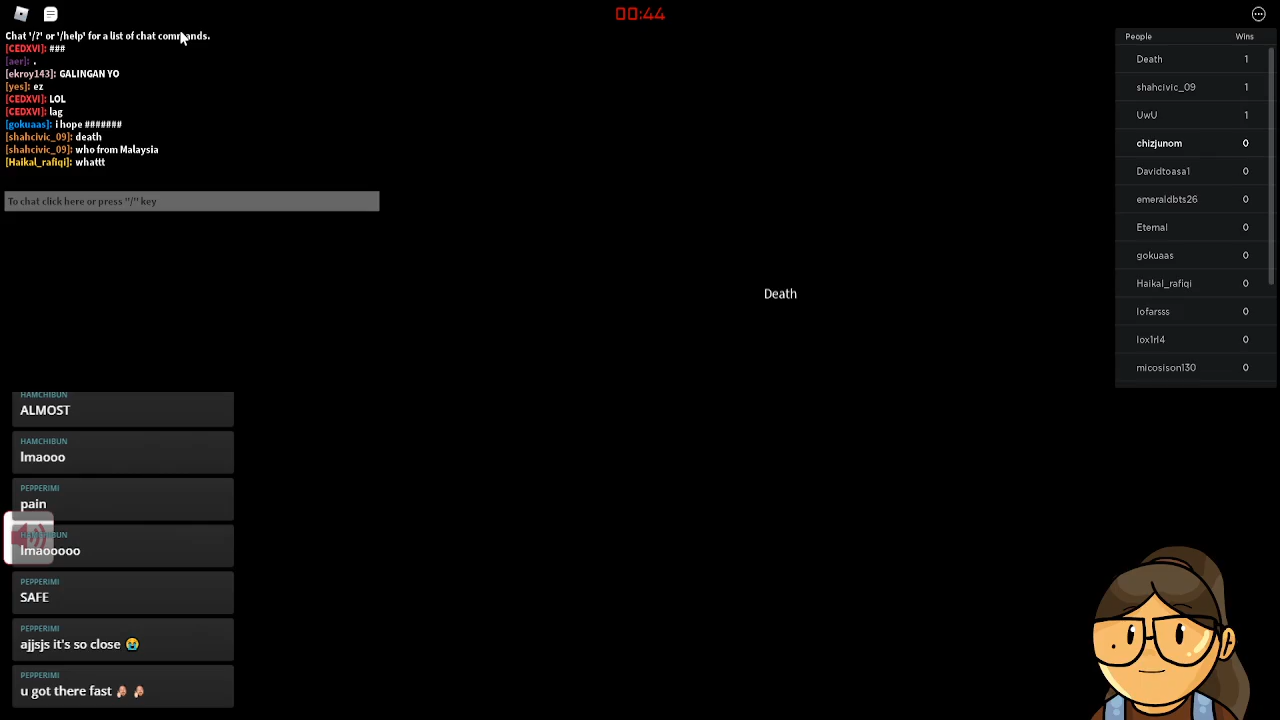 00:44
Chat '/?' or '/help' for a list of chat commands.
[CEDXVI]: ###
[aer]: .
[ekroy143]: GALINGAN YO
[yes]: ez
[CEDXVI]: LOL
[CEDXVI]: lag
[gokuaas]: i hope #######
[shahcivic_09]: death
[shahcivic_09]: who from Malaysia
[Haikal_rafiqi]: whattt
To chat click here or press "/" key
People Wins
Death 1
shahcivic_09 1
UwU 1
chizjunom 0
Davidtoasa1 0
emeraldbts26 0
Eternal 0
gokuaas 0
Haikal_rafiqi 0
lofarsss 0
lox1rl4 0
micosison130 0
Death
HAMCHIBUN
ALMOST
HAMCHIBUN
lmaooo
PEPPERIMI
pain
HAMCHIBUN
lmaooooo
PEPPERIMI
SAFE
PEPPERIMI
ajjsjs it's so close 😭
PEPPERIMI
u got there fast